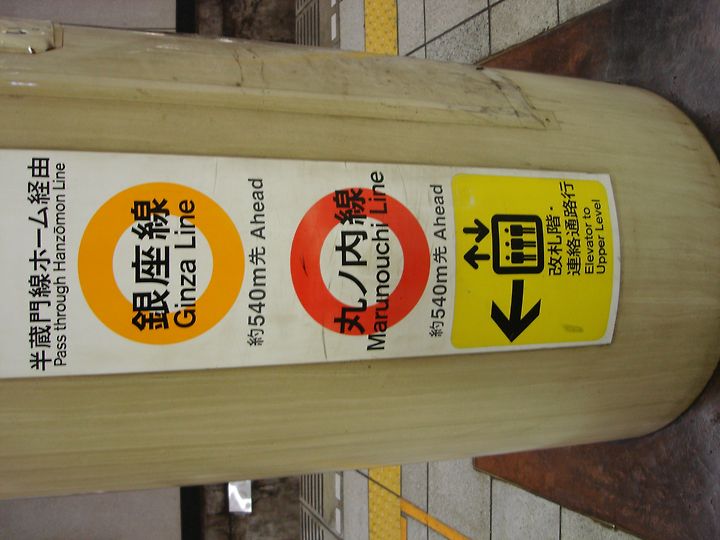 半蔵門線ホーム経由
Pass through Hanzōmon Line
銀座線
Ginza Line
約540m先 Ahead
丸ノ内線
Marunouchi Line
約540m先 Ahead
改札階・
連絡通路行
Elevator to
Upper Level